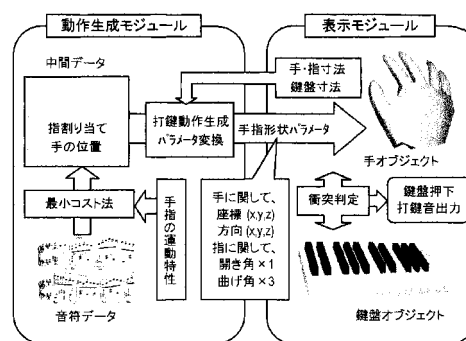 動作生成モジュール
表示モジュール
中間データ
手・指寸法
鍵盤寸法
指割り当て
手の位置
打鍵動作生成
パラメータ変換
手指形状パラメータ
手オブジェクト
最小コスト法
手指の運動特性
手に関して、
座標 (x,y,z)
方向 (x,y,z)
指に関して、
開き角×1
曲げ角×3
衝突判定
鍵盤押下
打鍵音出力
音符データ
鍵盤オブジェクト